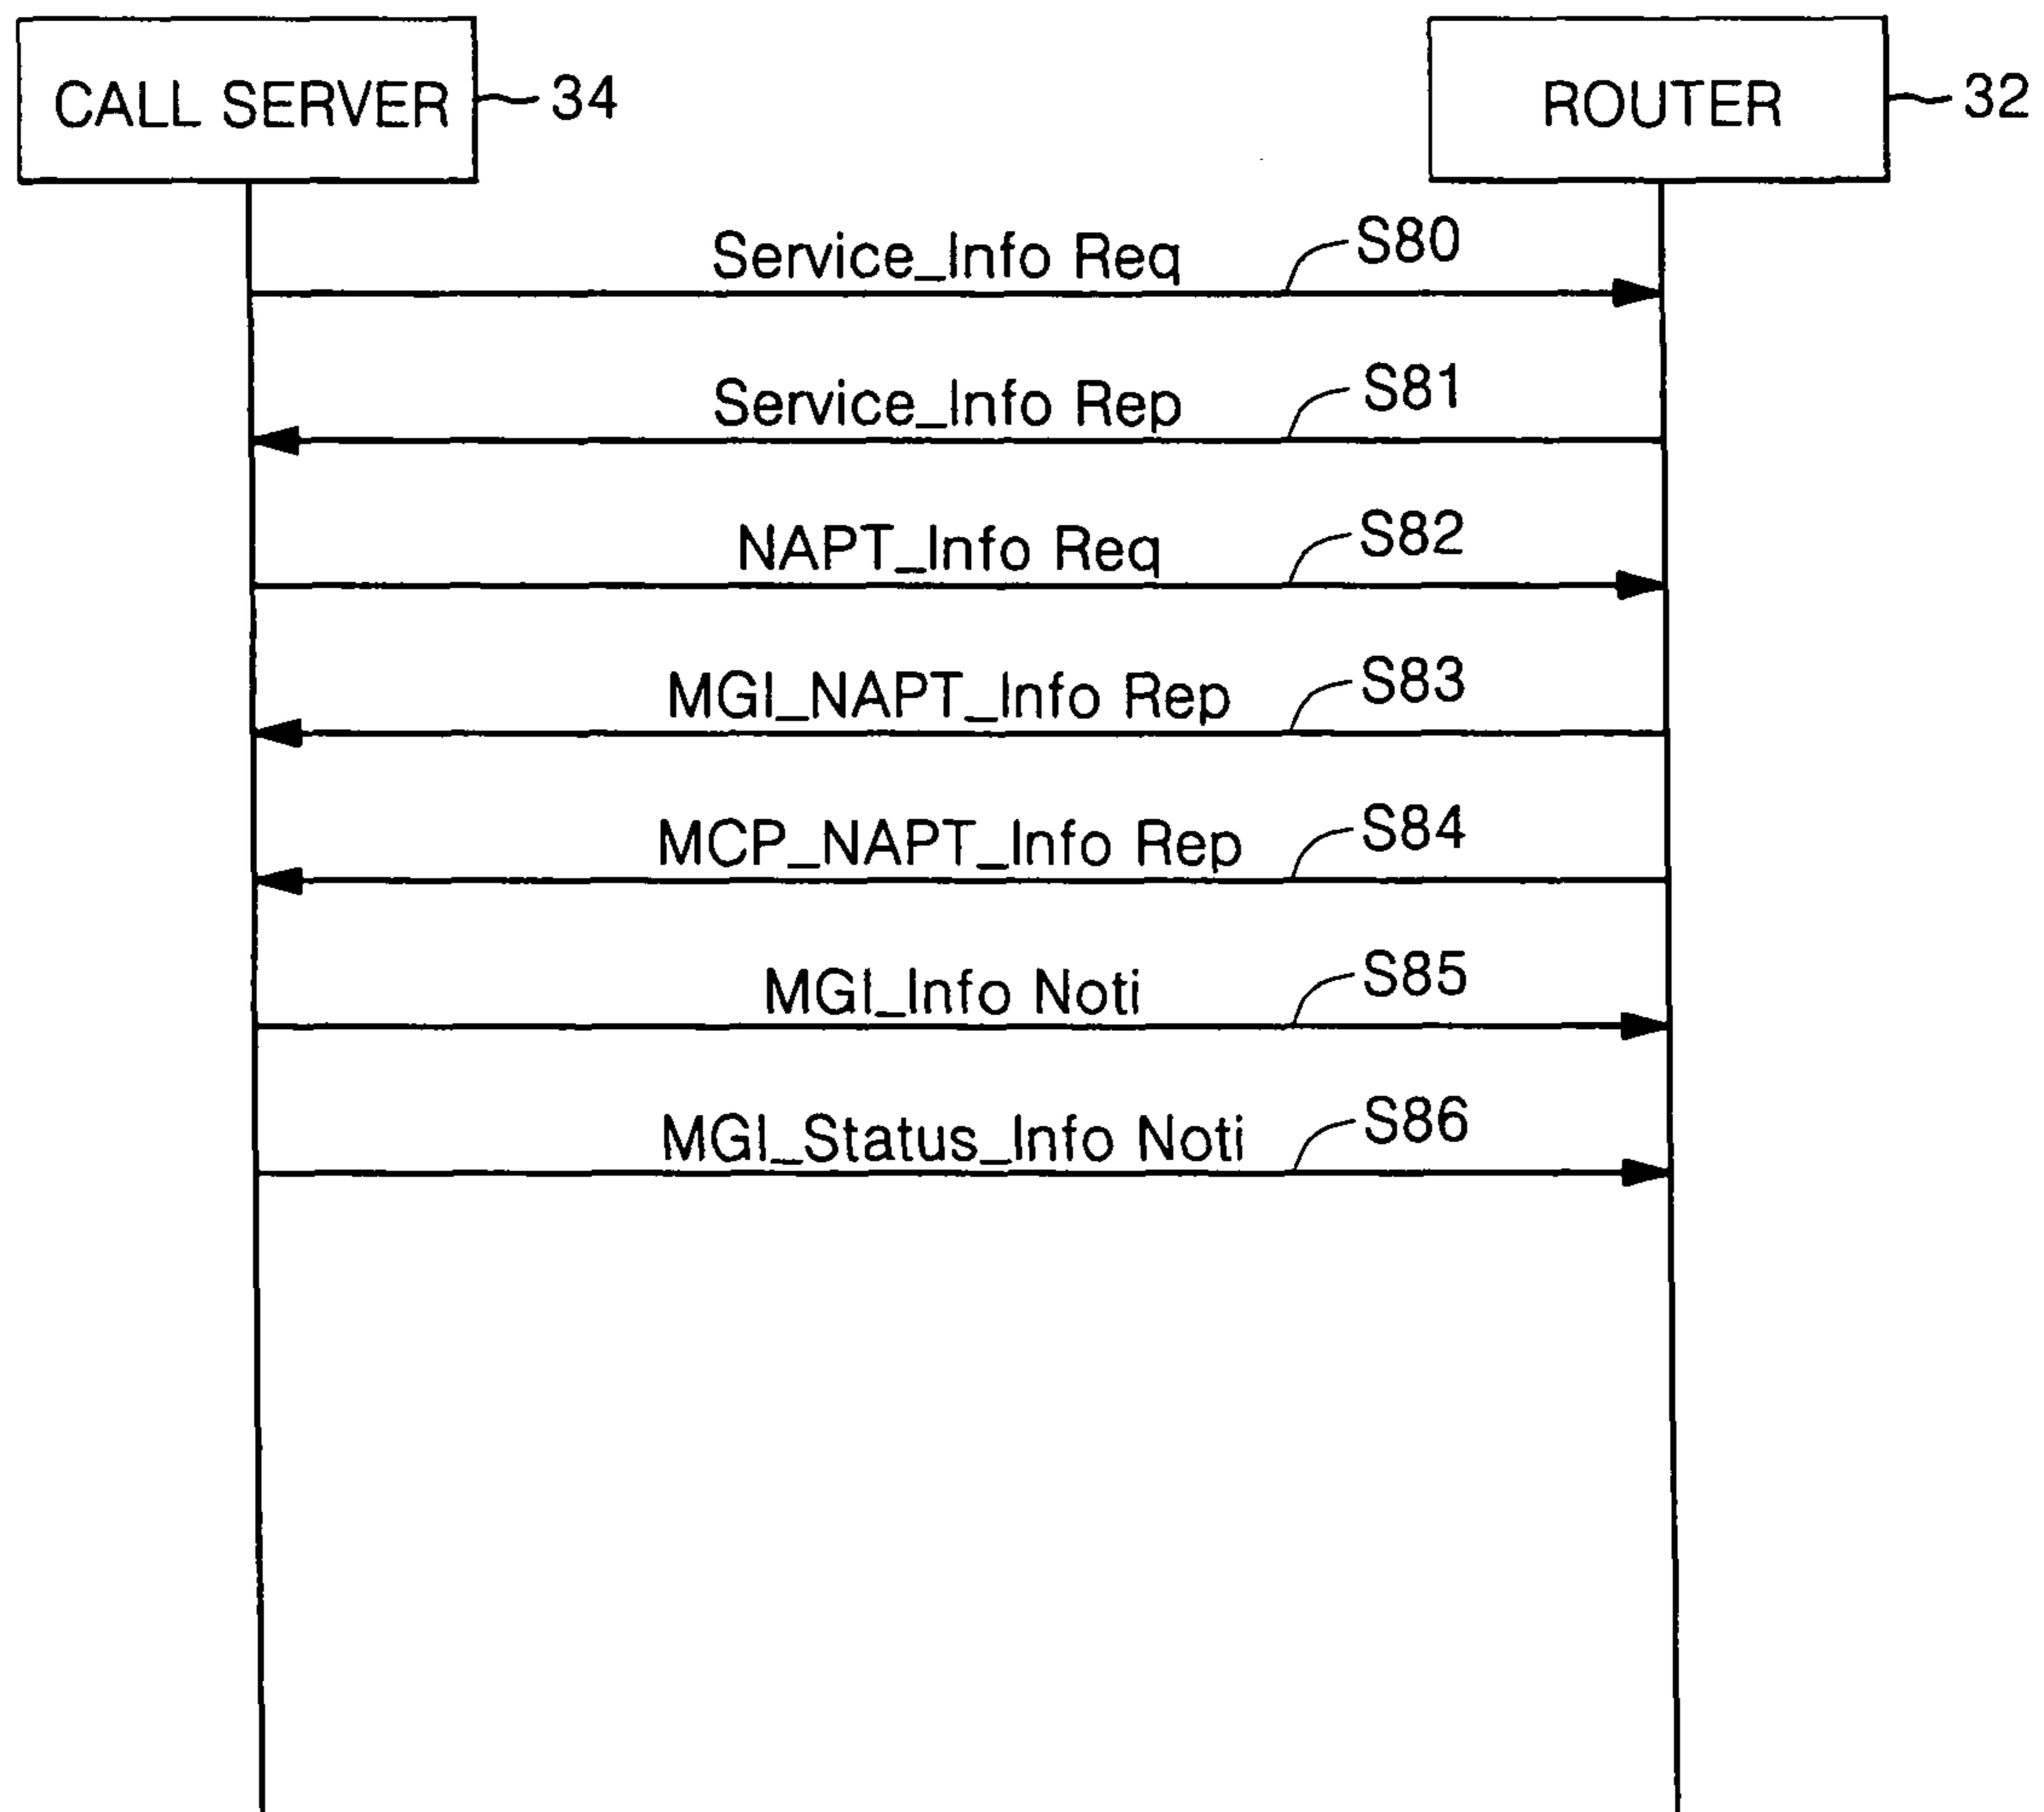 CALL SERVER 34
ROUTER 32
Service_Info Req S80
Service_Info Rep S81
NAPT_Info Req S82
MGI_NAPT_Info Rep S83
MCP_NAPT_Info Rep S84
MGI_Info Noti S85
MGI_Status_Info Noti S86